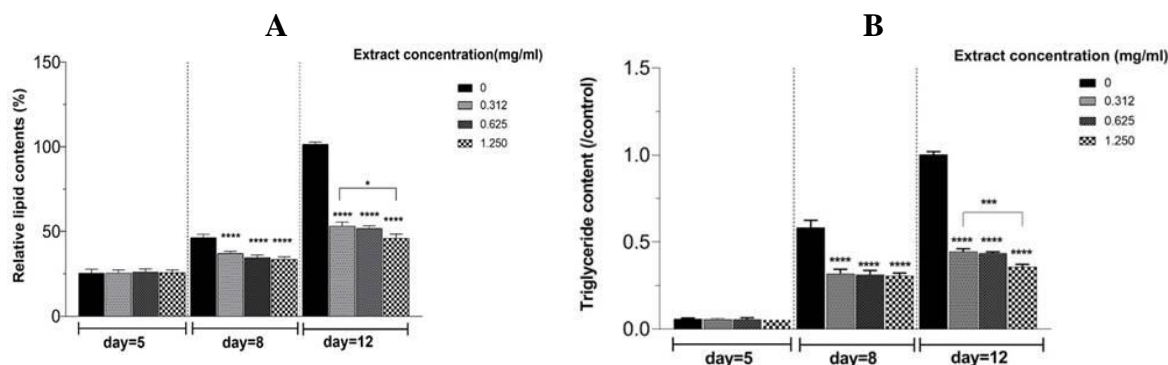 A
Extract concentration(mg/ml)
0
0.312
0.625
1.250
Relative lipid contents (%)
150
100
50
0
****
**** ****
*
**** ****
****
day=5 day=8 day=12
B
Extract concentration (mg/ml)
0
0.312
0.625
1.250
Triglyceride content (/control)
1.5
1.0
0.5
0.0
**** **** ****
***
**** ****
****
day=5 day=8 day=12